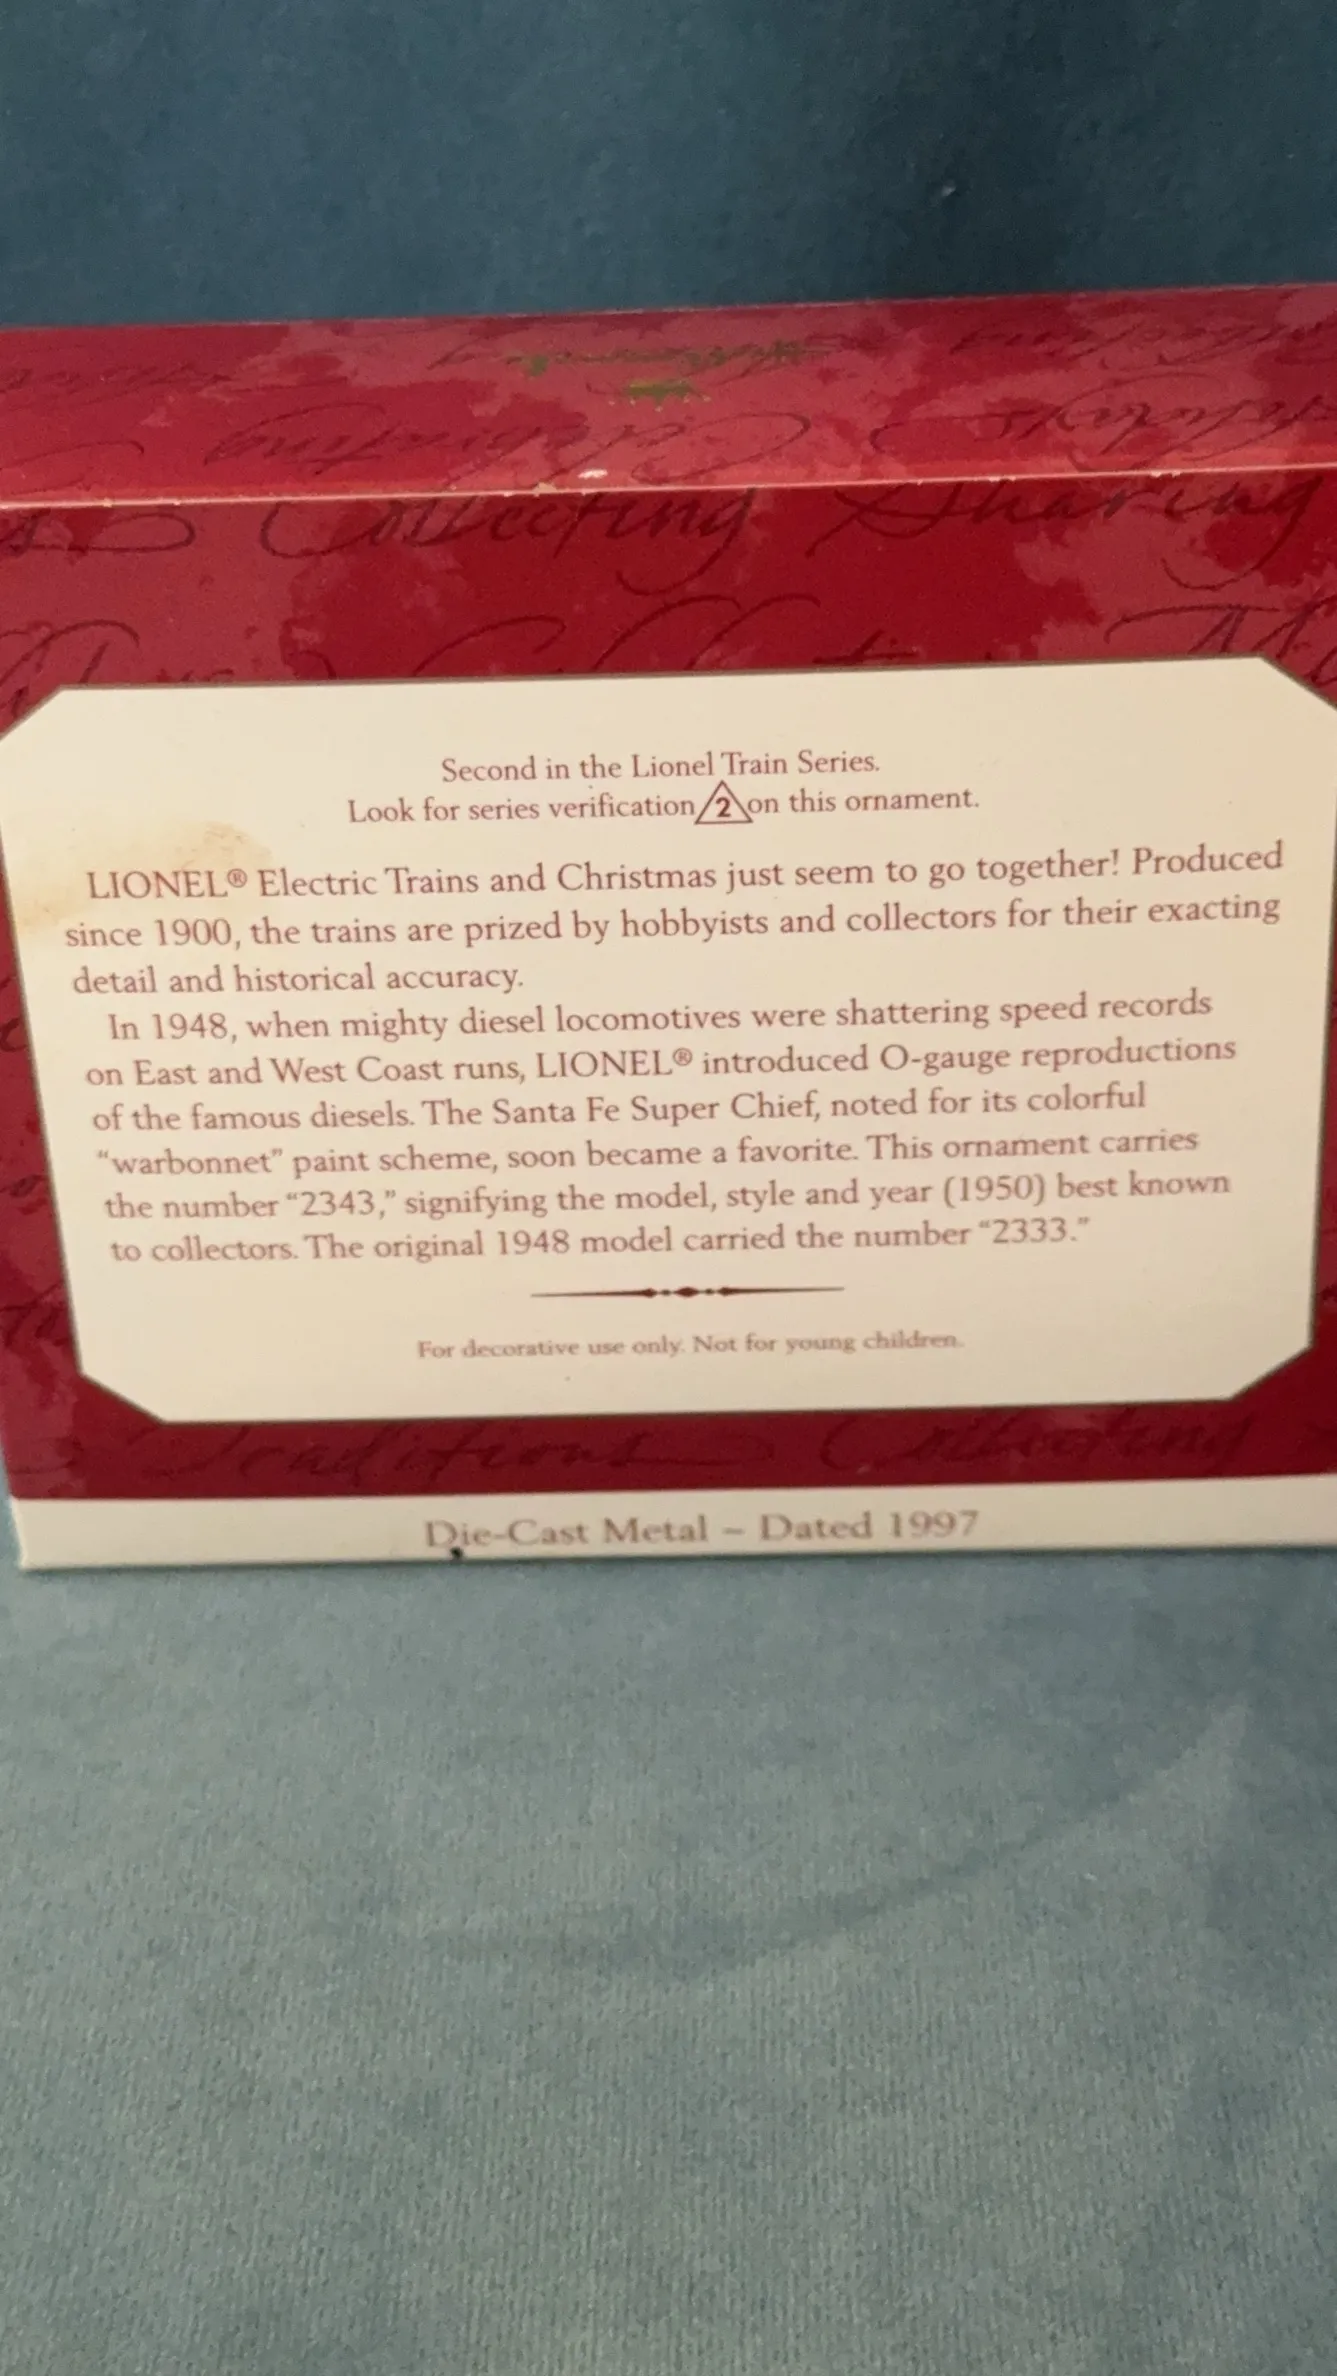 Collecting Sharing
Second in the Lionel Train Series.
Look for series verification 2 on this ornament.
LIONEL® Electric Trains and Christmas just seem to go together! Produced
since 1900, the trains are prized by hobbyists and collectors for their exacting
detail and historical accuracy.
In 1948, when mighty diesel locomotives were shattering speed records
on East and West Coast runs, LIONEL® introduced O-gauge reproductions
of the famous diesels. The Santa Fe Super Chief, noted for its colorful
“warbonnet” paint scheme, soon became a favorite. This ornament carries
the number “2343,” signifying the model, style and year (1950) best known
to collectors. The original 1948 model carried the number “2333.”
For decorative use only. Not for young children.
Traditions Collecting
Die-Cast Metal – Dated 1997